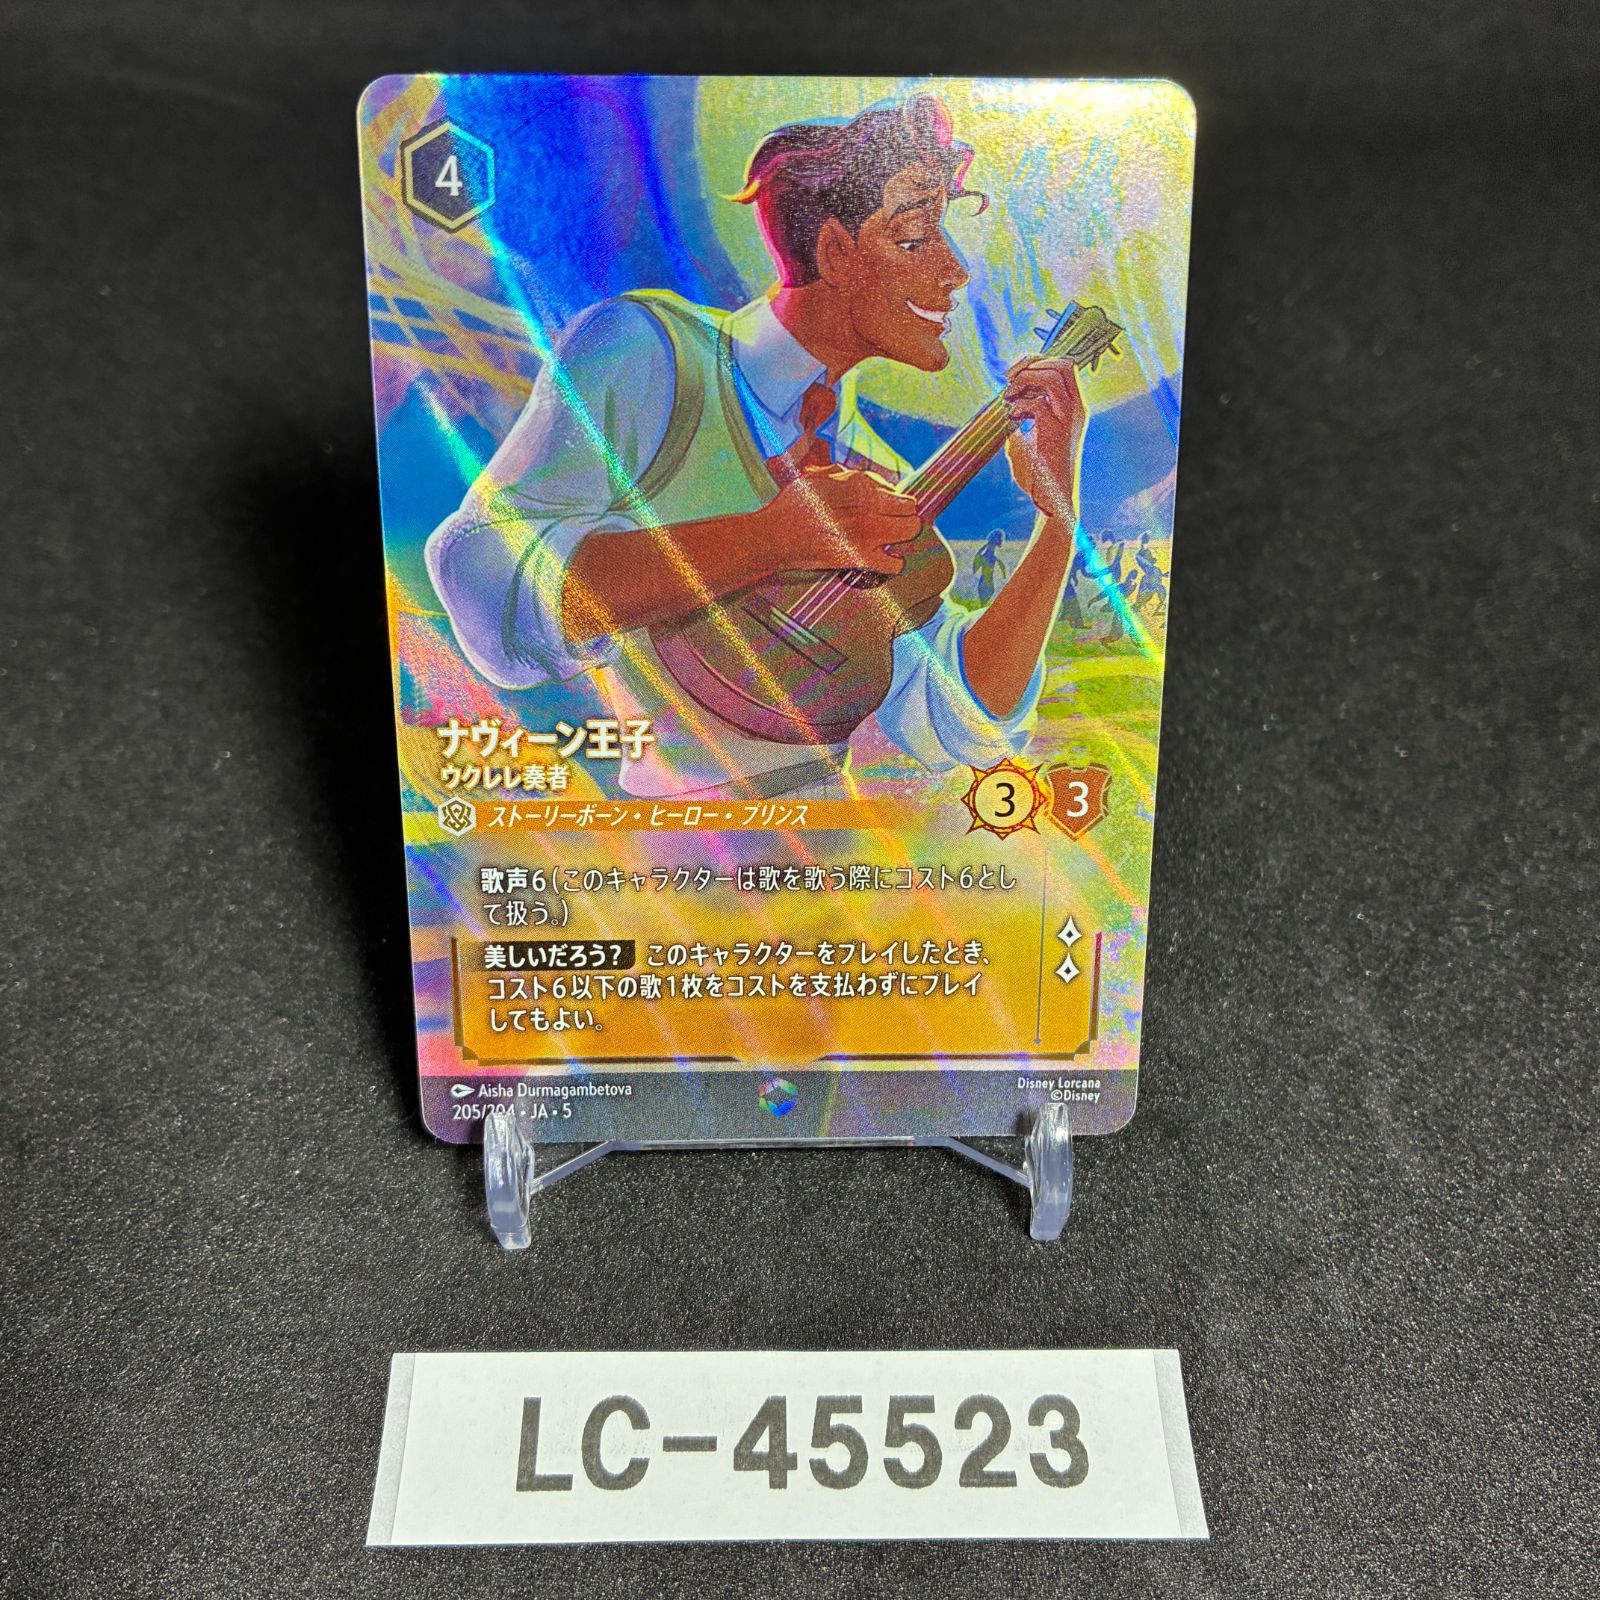 4
ナヴィーン王子
ウクレレ奏者
ストーリーボーン・ヒーロー・プリンス
3
3
歌声6(このキャラクターは歌を歌う際にコスト6とし
て扱う。)
美しいだろう? このキャラクターをプレイしたとき、
コスト6以下の歌1枚をコストを支払わずにプレイ
してもよい。
Aisha Durmagambetova
205/204・JA・5
Disney Lorcana
©Disney
LC-45523